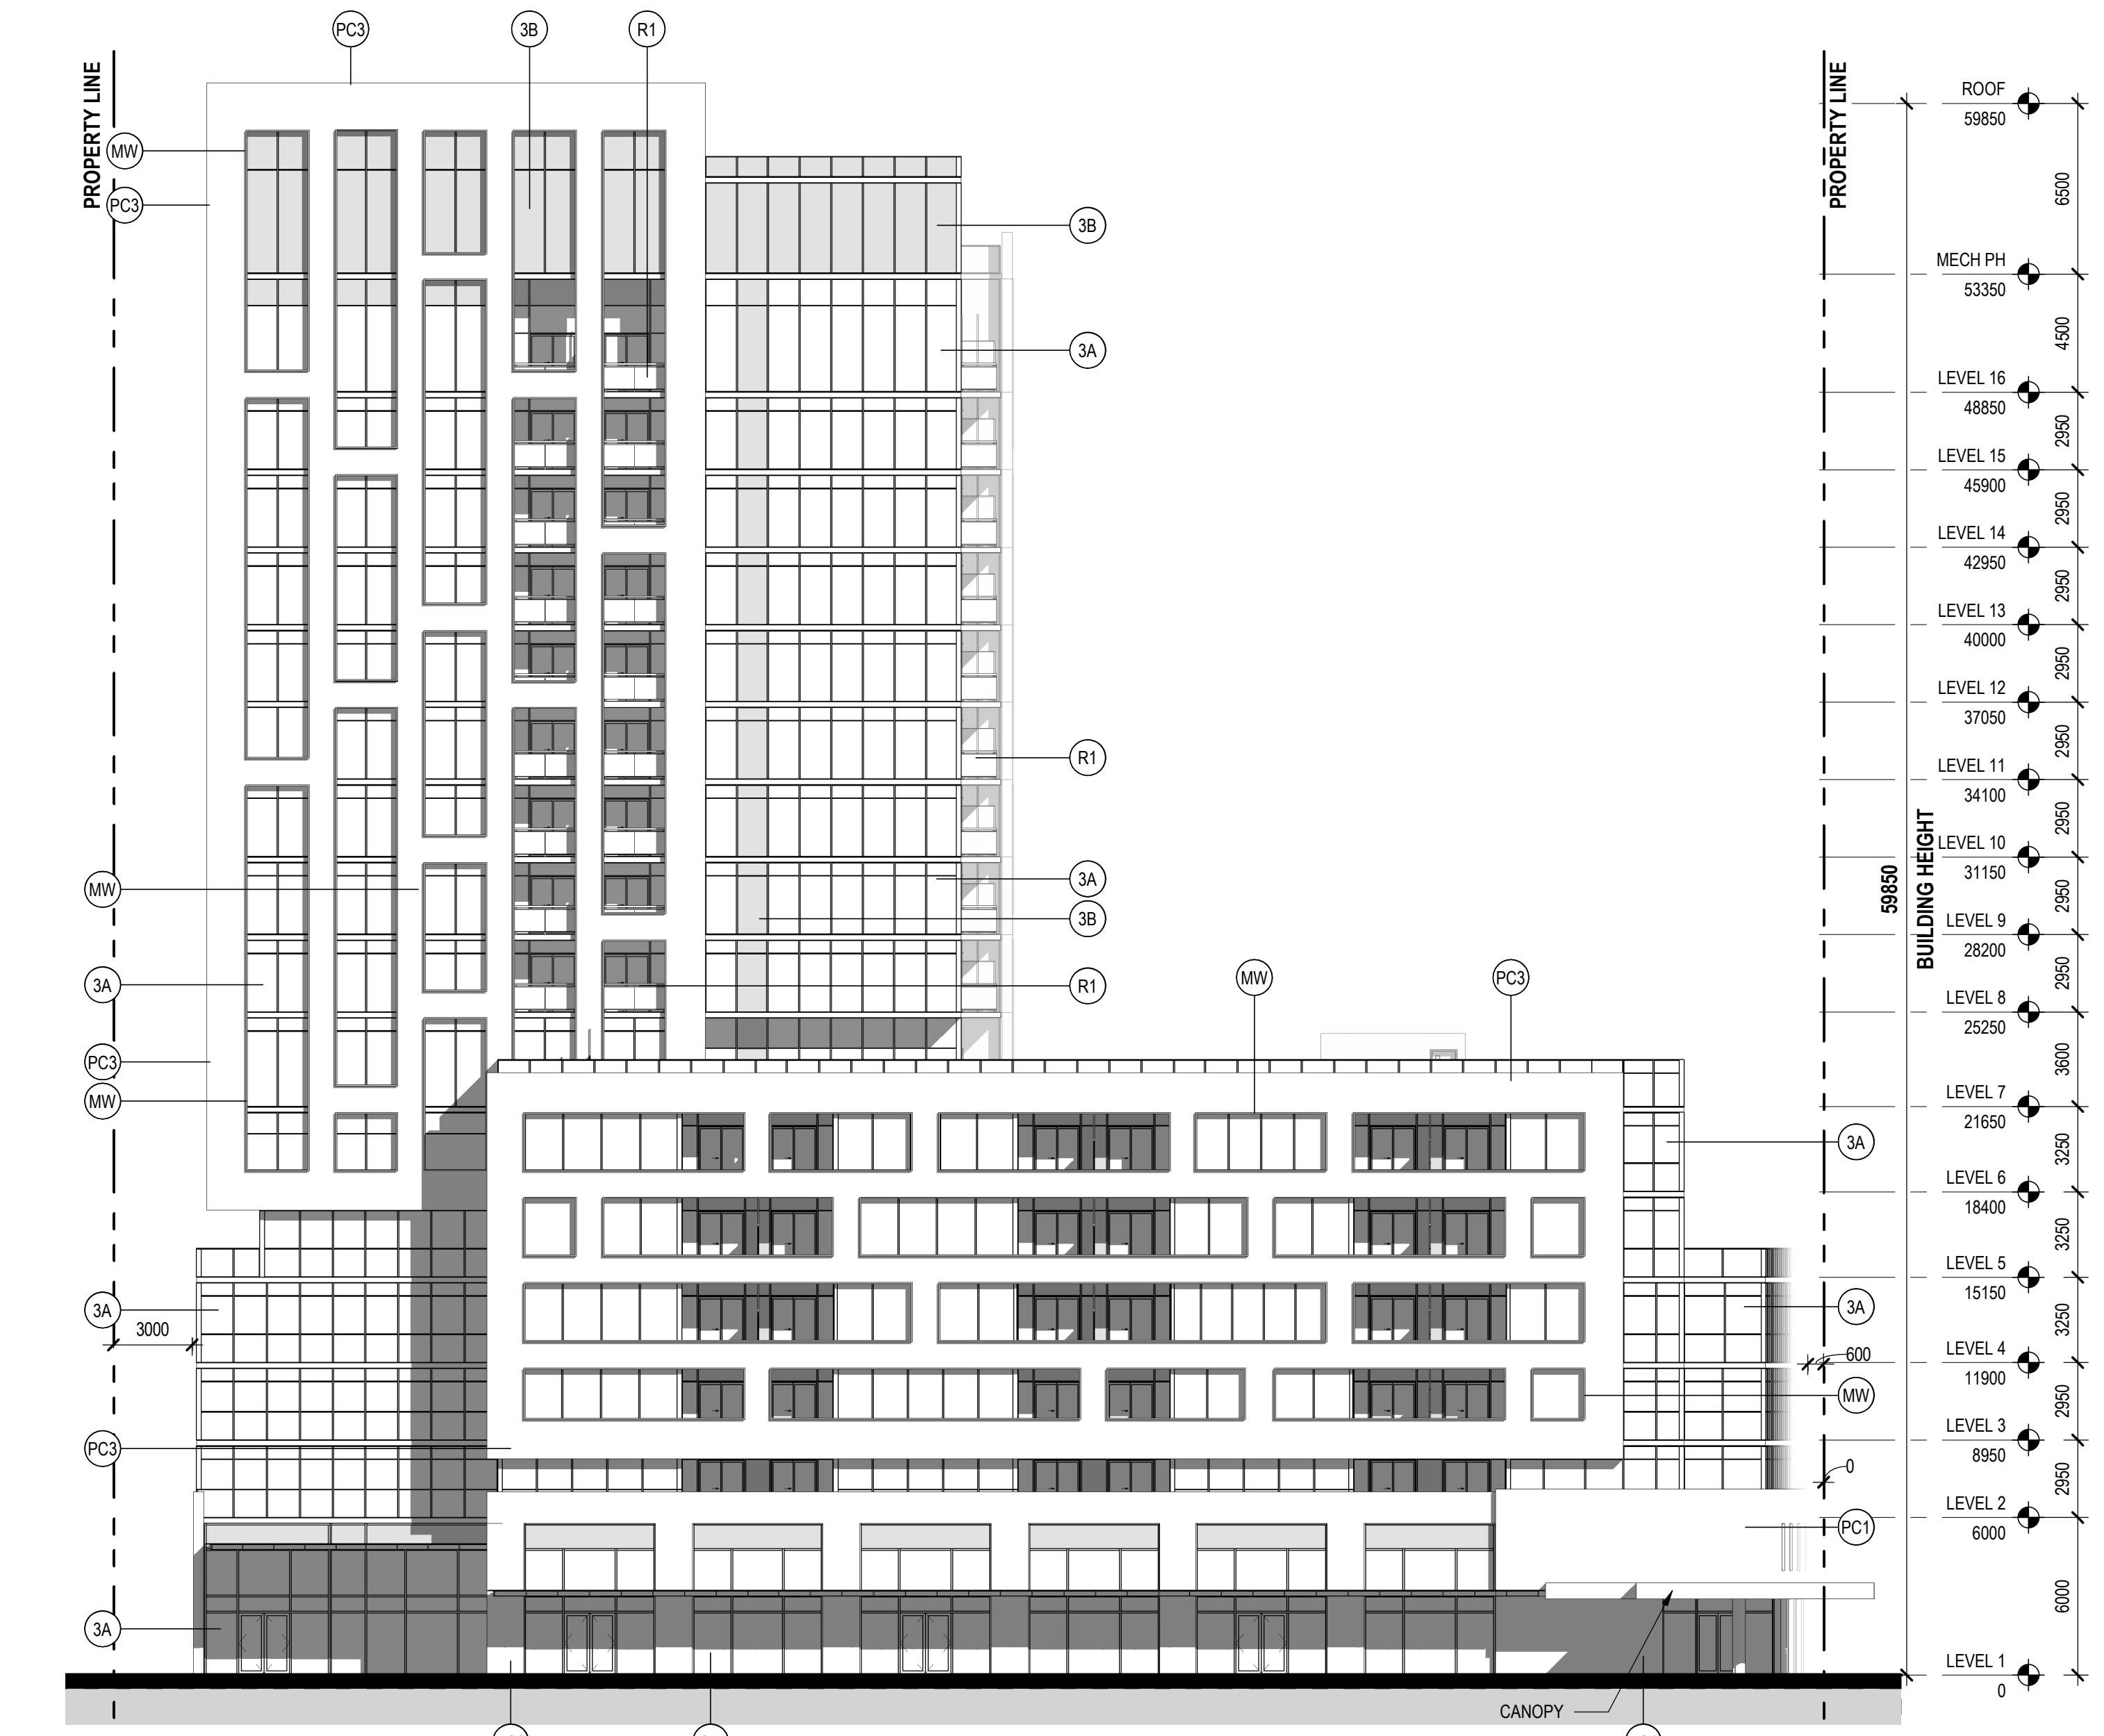 PC3
3B
R1
PROPERTY LINE
PROPERTY LINE
ROOF
59850
MW
6500
PC3
3B
MECH PH
53350
4500
3A
LEVEL 16
48850
2950
LEVEL 15
45900
2950
LEVEL 14
42950
2950
LEVEL 13
40000
2950
LEVEL 12
37050
2950
R1
LEVEL 11
34100
2950
LEVEL 10
31150
59850
BUILDING HEIGHT
MW
3A
2950
3B
LEVEL 9
28200
2950
3A
R1
MW
PC3
LEVEL 8
25250
3600
PC3
MW
LEVEL 7
21650
3A
3250
LEVEL 6
18400
3250
LEVEL 5
15150
3A
3A
3000
3250
600
LEVEL 4
11900
MW
2950
LEVEL 3
8950
PC3
0
2950
LEVEL 2
6000
PC1
6000
3A
LEVEL 1
0
CANOPY